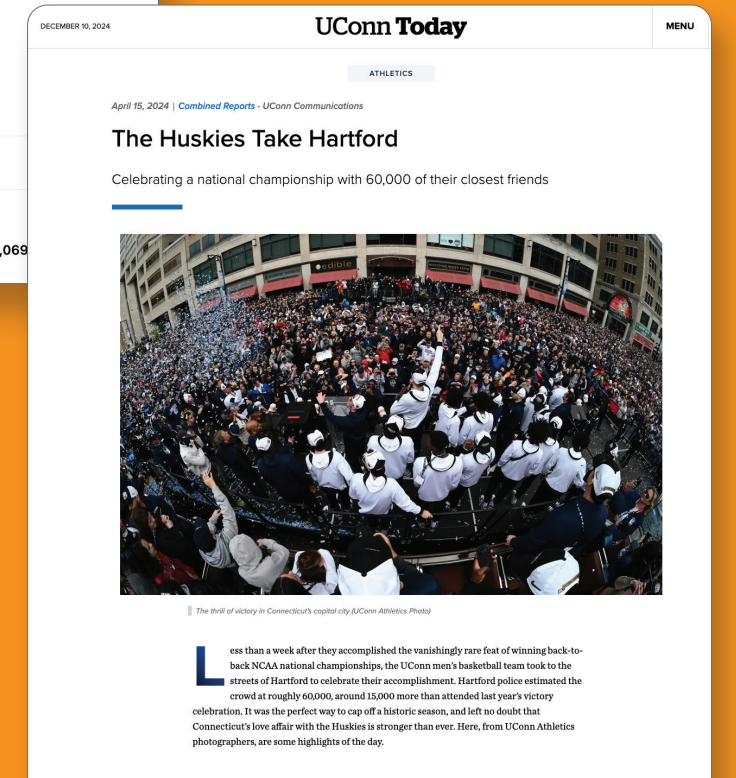 DECEMBER 10, 2024
UConn Today
MENU
ATHLETICS
April 15, 2024 | Combined Reports - UConn Communications
The Huskies Take Hartford
Celebrating a national championship with 60,000 of their closest friends
,069
edible
The thrill of victory in Connecticut's capital city (UConn Athletics Photo)
Less than a week after they accomplished the vanishingly rare feat of winning back-to-
back NCAA national championships, the UConn men's basketball team took to the
streets of Hartford to celebrate their accomplishment. Hartford police estimated the
crowd at roughly 60,000, around 15,000 more than attended last year's victory
celebration. It was the perfect way to cap off a historic season, and left no doubt that
Connecticut's love affair with the Huskies is stronger than ever. Here, from UConn Athletics
photographers, are some highlights of the day.